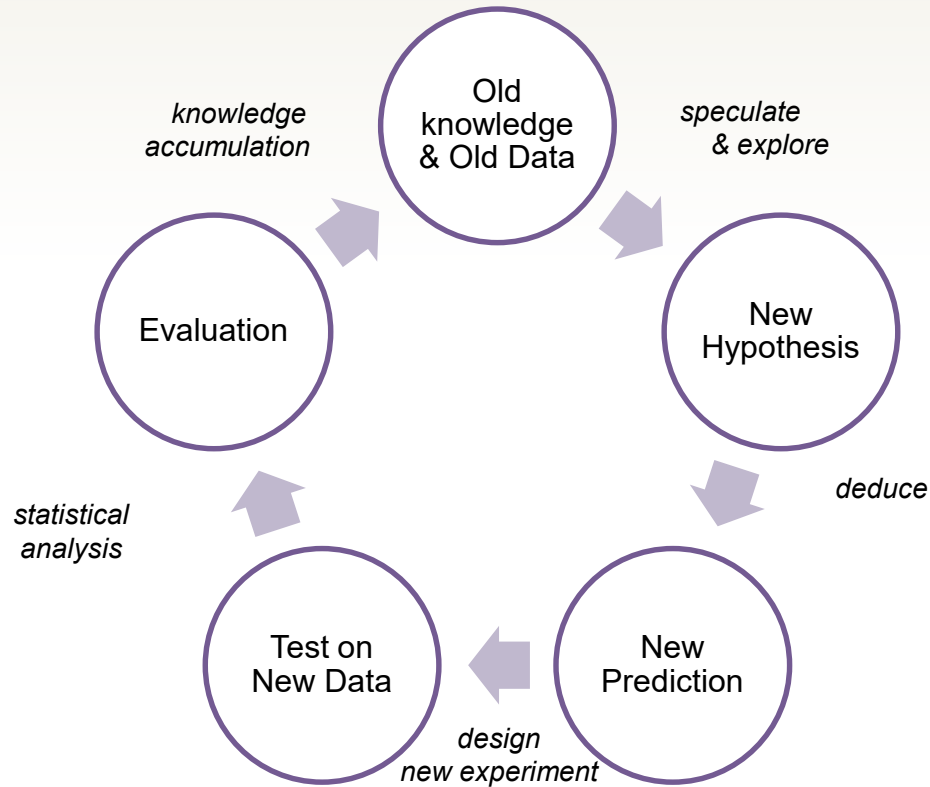 Old
knowledge
& Old Data
speculate
& explore
New
Hypothesis
deduce
New
Prediction
design
new experiment
Test on
New Data
statistical
analysis
Evaluation
knowledge
accumulation